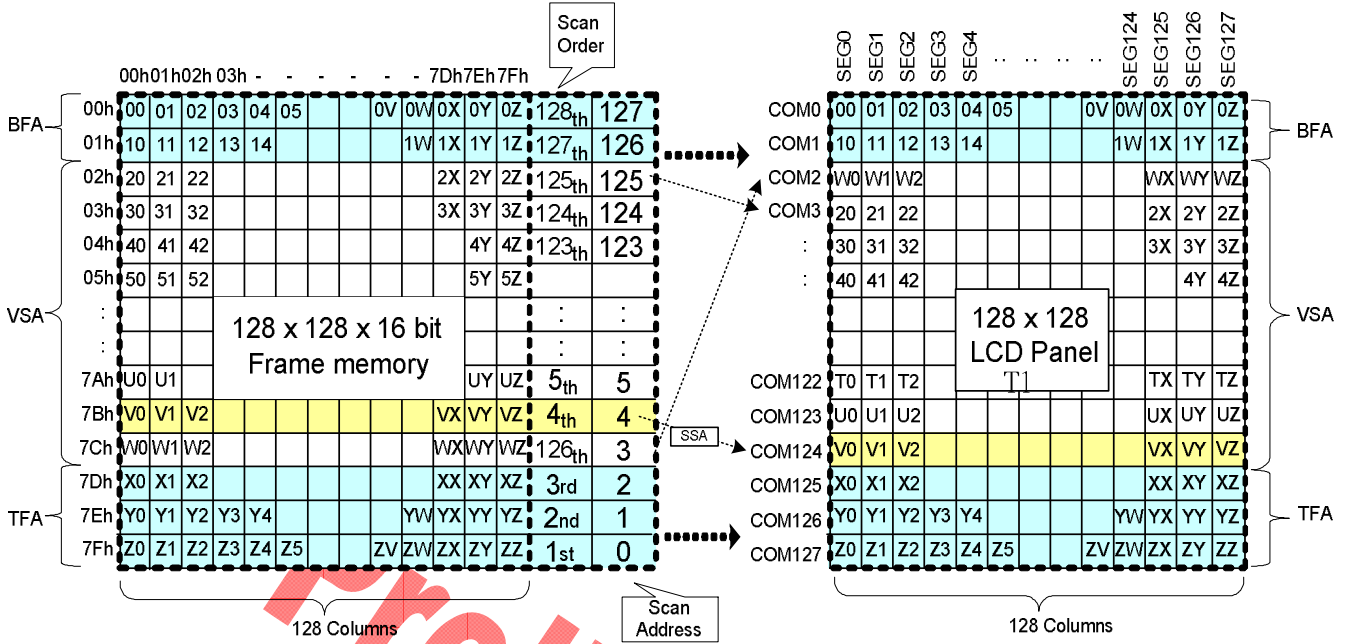 Scan
Order
00h 01h 02h 03h - - - - - - 7Dh 7Eh 7Fh
SEG0 SEG1 SEG2 SEG3 SEG4 .. .. .. .. SEG124 SEG125 SEG126 SEG127
BFA
00h 00 01 02 03 04 05 0V 0W 0X 0Y 0Z 128th 127
01h 10 11 12 13 14 1W 1X 1Y 1Z 127th 126
VSA
02h 20 21 22 2X 2Y 2Z 125th 125
03h 30 31 32 3X 3Y 3Z 124th 124
04h 40 41 42 4Y 4Z 123th 123
05h 50 51 52 5Y 5Z
: : :
: : :
128 x 128 x 16 bit
Frame memory
7Ah U0 U1 UY UZ 5th 5
7Bh V0 V1 V2 VX VY VZ 4th 4
7Ch W0 W1 W2 WX WY WZ 126th 3
TFA
7Dh X0 X1 X2 XX XY XZ 3rd 2
7Eh Y0 Y1 Y2 Y3 Y4 YW YX YY YZ 2nd 1
7Fh Z0 Z1 Z2 Z3 Z4 Z5 ZV ZW ZX ZY ZZ 1st 0
128 Columns
Scan
Address
SSA
COM0 00 01 02 03 04 05 0V 0W 0X 0Y 0Z
COM1 10 11 12 13 14 1W 1X 1Y 1Z
BFA
COM2 W0 W1 W2 WX WY WZ
COM3 20 21 22 2X 2Y 2Z
: 30 31 32 3X 3Y 3Z
: 40 41 42 4Y 4Z
128 x 128
LCD Panel
T1
VSA
COM122 T0 T1 T2 TX TY TZ
COM123 U0 U1 U2 UX UY UZ
COM124 V0 V1 V2 VX VY VZ
COM125 X0 X1 X2 XX XY XZ
COM126 Y0 Y1 Y2 Y3 Y4 YW YX YY YZ
COM127 Z0 Z1 Z2 Z3 Z4 Z5 ZV ZW ZX ZY ZZ
TFA
128 Columns